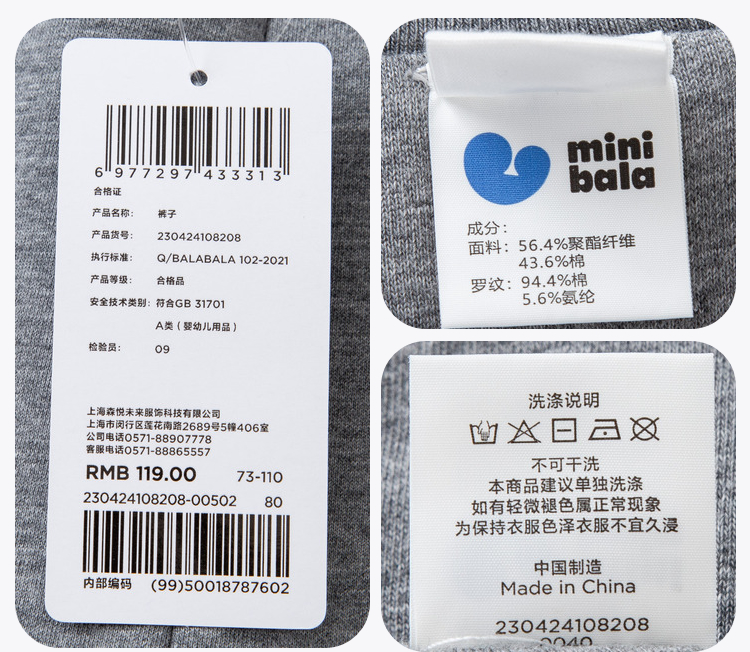 6 977297 433313
合格证
产品名称: 裤子
产品货号: 230424108208
执行标准: Q/BALABALA 102-2021
产品等级: 合格品
安全技术类别: 符合GB 31701
A类 ( 婴幼儿用品 )
检验员: 09
上海森悦未来服饰科技有限公司
上海市闵行区莲花南路2689号5幢406室
公司电话0571-88907778
客服电话0571-88865557
RMB 119.00 73-110
230424108208-00502 80
内部编码 (99)50018787602
mini
bala
成分:
面料: 56.4%聚酯纤维
43.6%棉
罗纹: 94.4%棉
5.6%氨纶
洗涤说明
不可干洗
本商品建议单独洗涤
如有轻微褪色属正常现象
为保持衣服色泽衣服不宜久浸
中国制造
Made in China
230424108208
0040